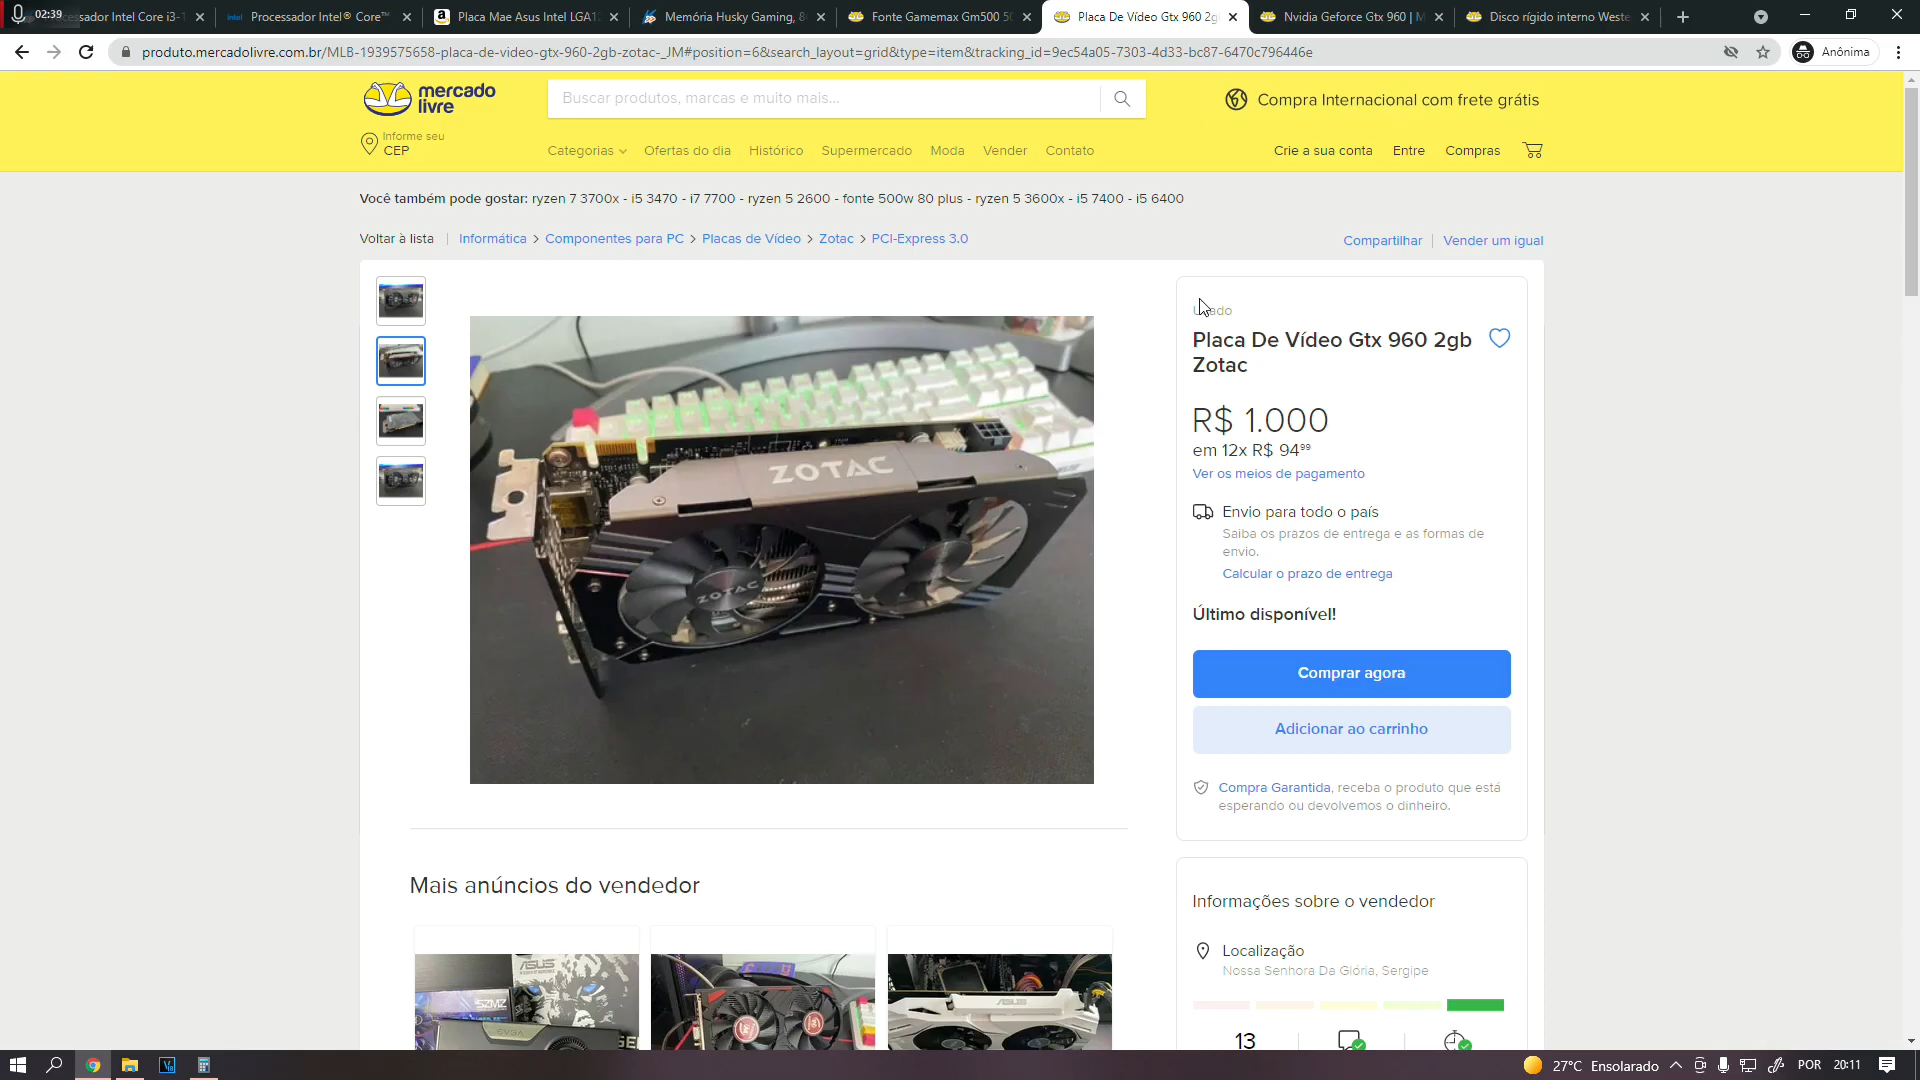 02:39
ssador Intel Core i3-1
Processador Intel® Core™
Placa Mae Asus Intel LGA1
Memória Husky Gaming, 8
Fonte Gamemax Gm500 50
Placa De Vídeo Gtx 960 2g
Nvidia Geforce Gtx 960 | M
Disco rígido interno Weste
produto.mercadolivre.com.br/MLB-1939575658-placa-de-video-gtx-960-2gb-zotac-_JM#position=6&search_layout=grid&type=item&tracking_id=9ec54a05-7303-4d33-bc87-6470c796446e
Anônima
mercado
livre
Buscar produtos, marcas e muito mais...
Compra Internacional com frete grátis
Informe seu
CEP
Categorias Ofertas do dia Histórico Supermercado Moda Vender Contato
Crie a sua conta Entre Compras
Você também pode gostar: ryzen 7 3700x - i5 3470 - i7 7700 - ryzen 5 2600 - fonte 500w 80 plus - ryzen 5 3600x - i5 7400 - i5 6400
Voltar à lista Informática > Componentes para PC > Placas de Vídeo > Zotac > PCI-Express 3.0
Compartilhar Vender um igual
ZOTAC
ZOTAC
Usado
Placa De Vídeo Gtx 960 2gb
Zotac
R$ 1.000
em 12x R$ 94⁹⁹
Ver os meios de pagamento
Envio para todo o país
Saiba os prazos de entrega e as formas de
envio.
Calcular o prazo de entrega
Último disponível!
Comprar agora
Adicionar ao carrinho
Compra Garantida, receba o produto que está
esperando ou devolvemos o dinheiro.
Mais anúncios do vendedor
ASUS
EVGA
ASUS
Informações sobre o vendedor
Localização
Nossa Senhora Da Glória, Sergipe
13
27°C Ensolarado
POR
20:11